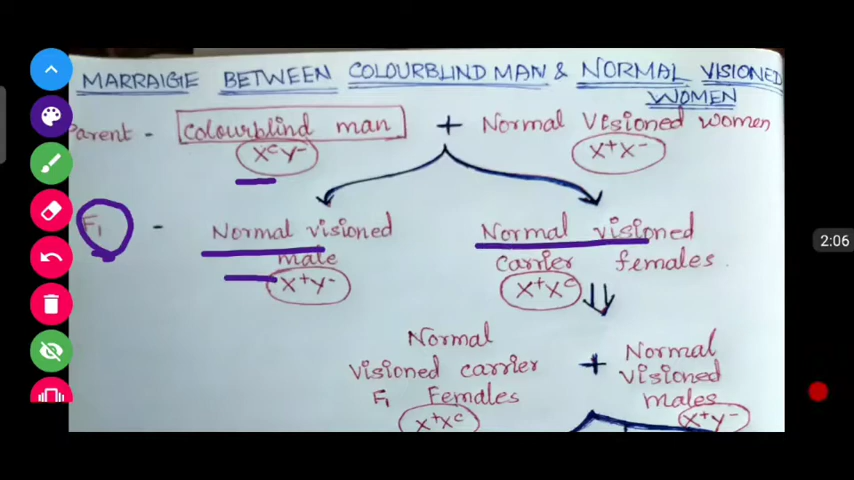 MARRAIGIE BETWEEN COLOURBLIND MAN & NORMAL VISIONED
WOMEN
Parent - Colourblind man + Normal Visioned women
XᶜY⁻ X⁺X⁻
F₁ - Normal visioned male X⁺Y⁻
Normal visioned carrier females. X⁺Xᶜ
2:06
Normal visioned carrier F₁ Females X⁺Xᶜ
+
Normal visioned males X⁺Y⁻